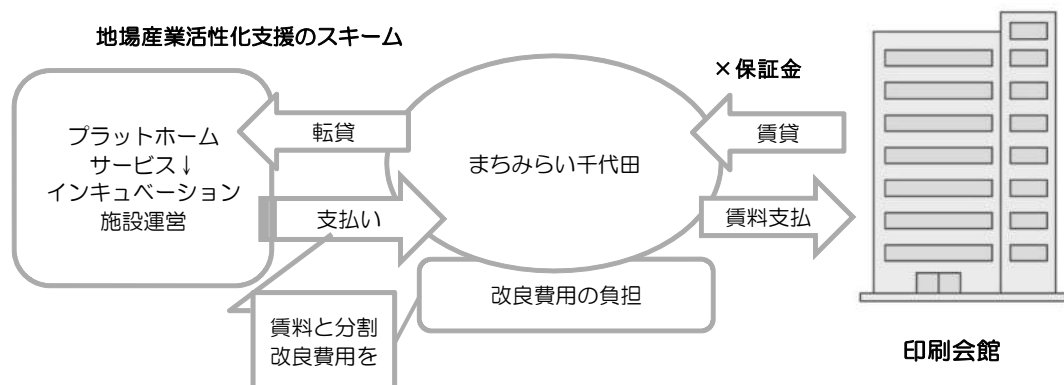 地場産業活性化支援のスキーム
×保証金
プラットホーム
サービス↓
インキュベーション
施設運営
転貸
支払い
まちみらい千代田
賃貸
賃料支払
改良費用の負担
賃料と分割
改良費用を
印刷会館